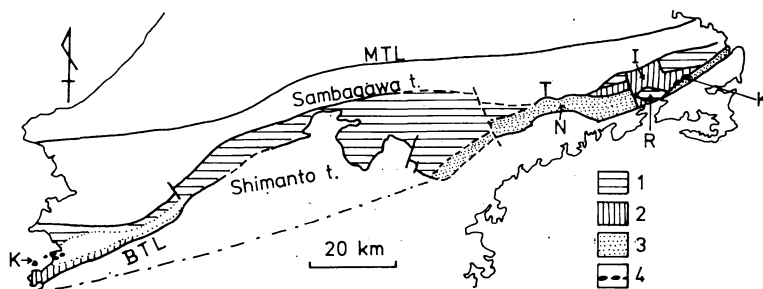 MTL
I
Sambagawa t.
T
K
N
R
Shimanto t.
1
2
3
4
K
BTL
20 km